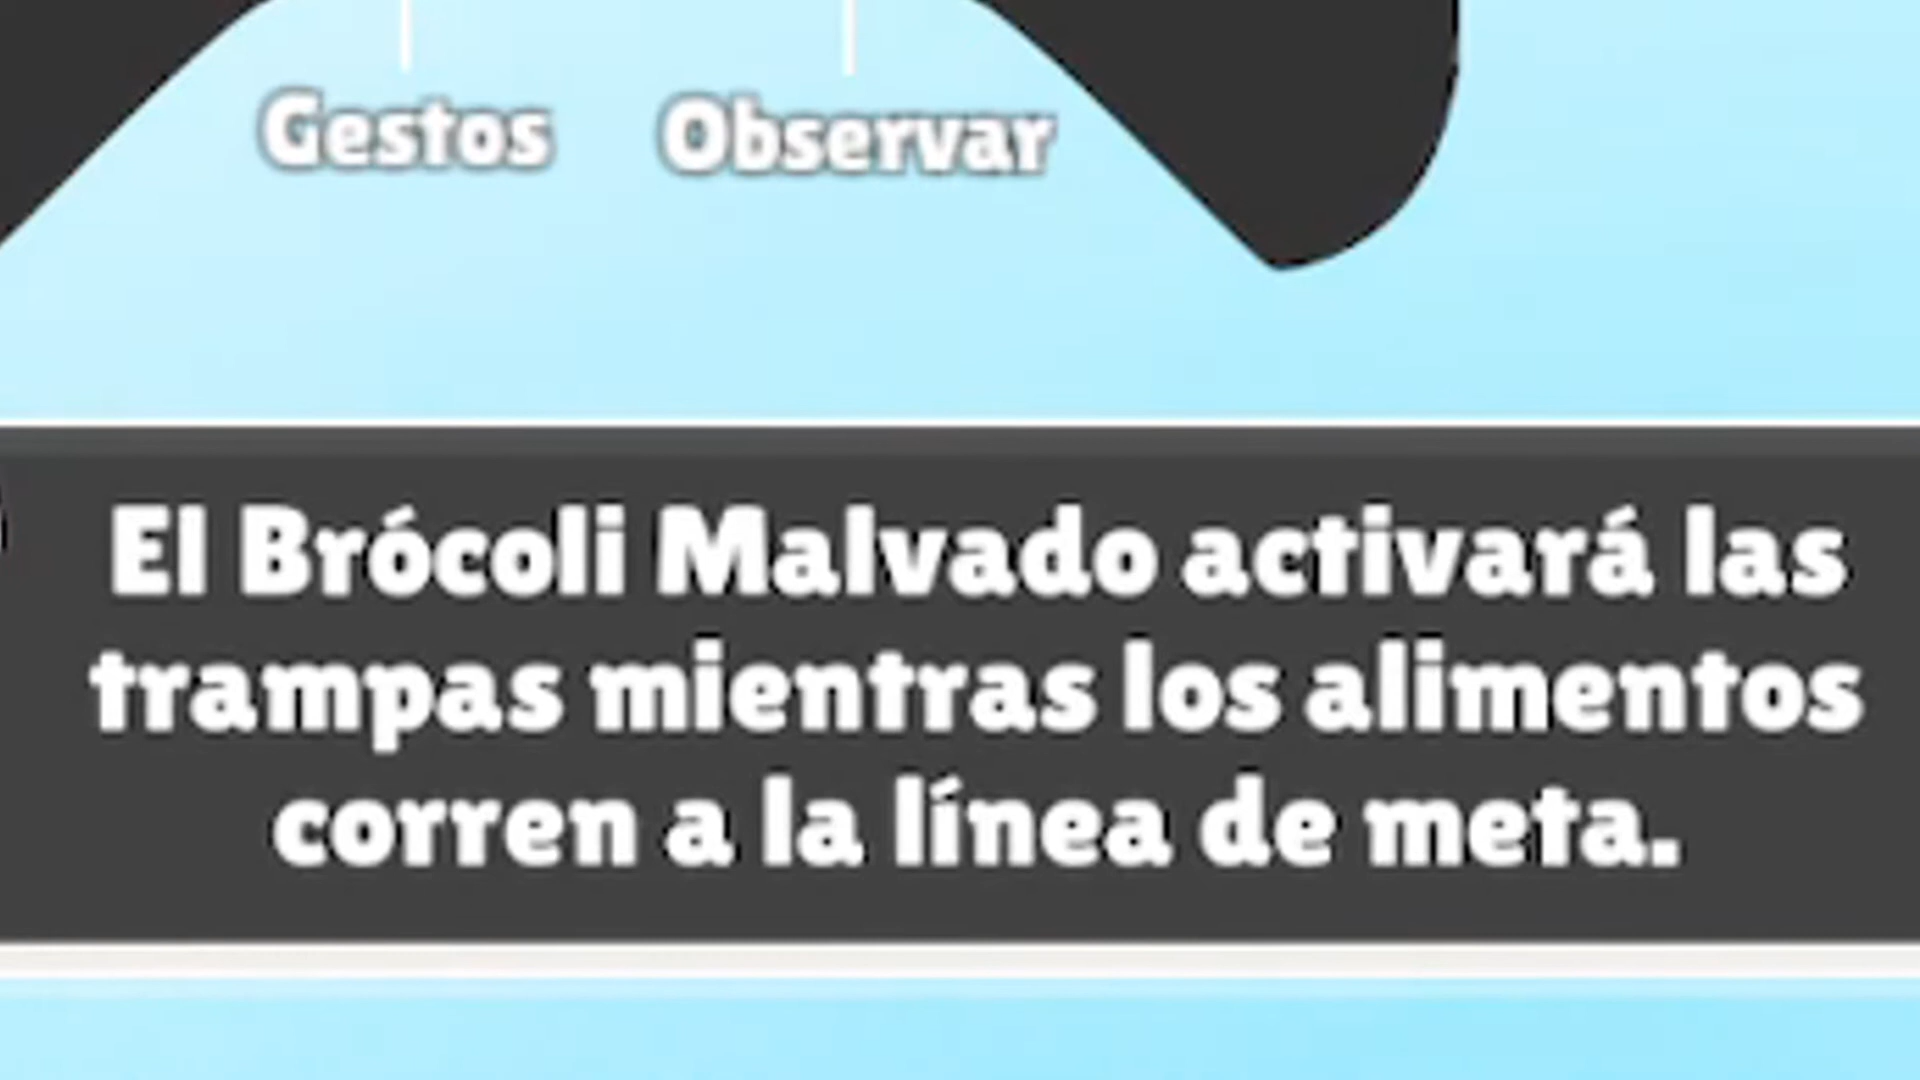 Gestos Observar
El Brócoli Malvado activará las
trampas mientras los alimentos
corren a la línea de meta.